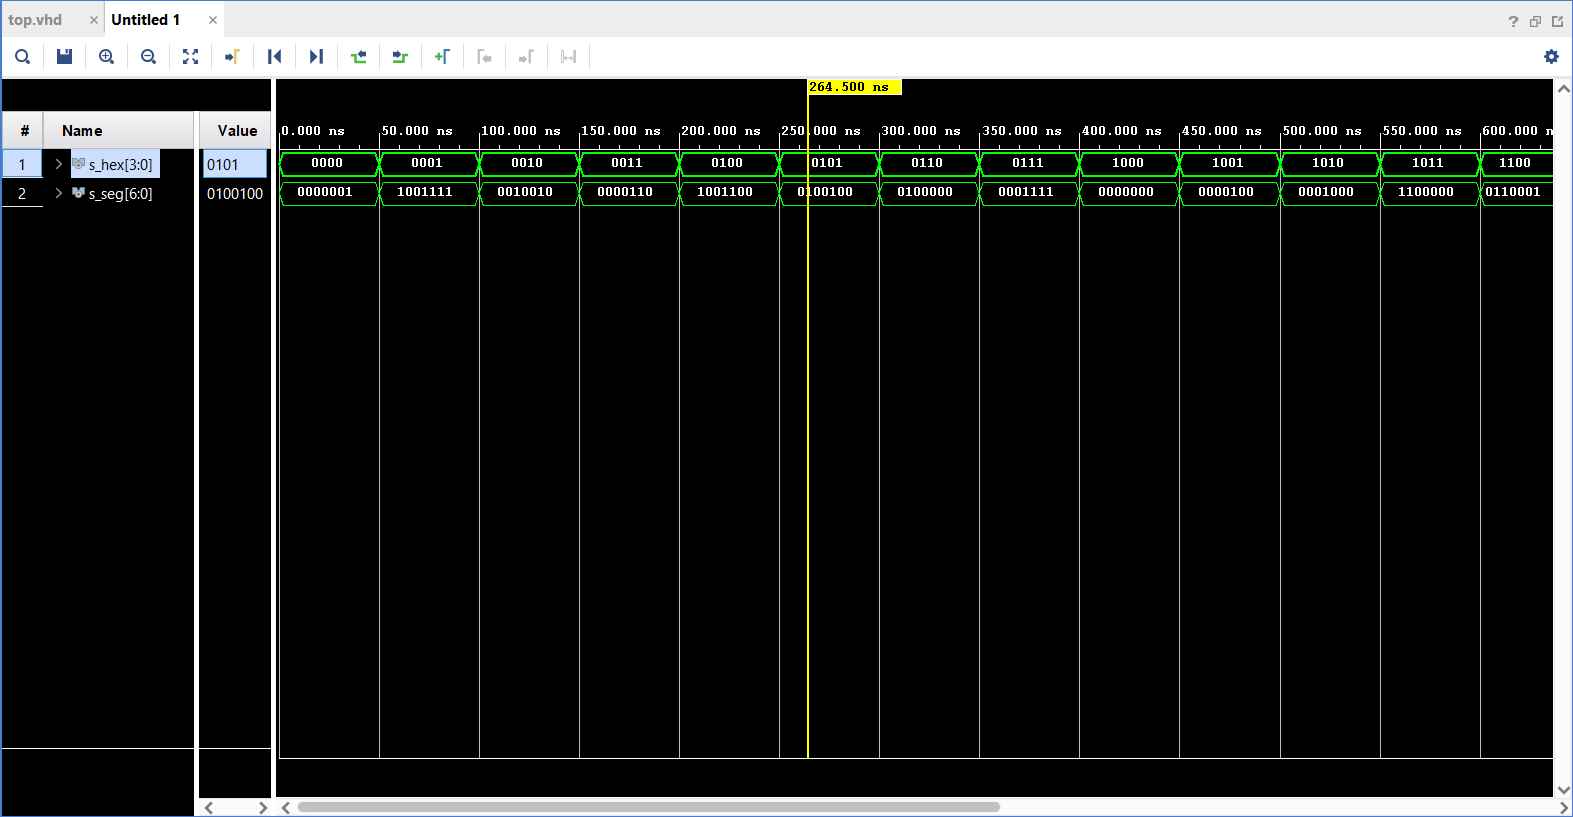 top.vhd × Untitled 1 ×
?
264.500 ns
# Name Value
0.000 ns 50.000 ns 100.000 ns 150.000 ns 200.000 ns 250.000 ns 300.000 ns 350.000 ns 400.000 ns 450.000 ns 500.000 ns 550.000 ns 600.000 n
1 s_hex[3:0] 0101 0000 0001 0010 0011 0100 0101 0110 0111 1000 1001 1010 1011 1100
2 s_seg[6:0] 0100100 0000001 1001111 0010010 0000110 1001100 0100100 0100000 0001111 0000000 0000100 0001000 1100000 0110001